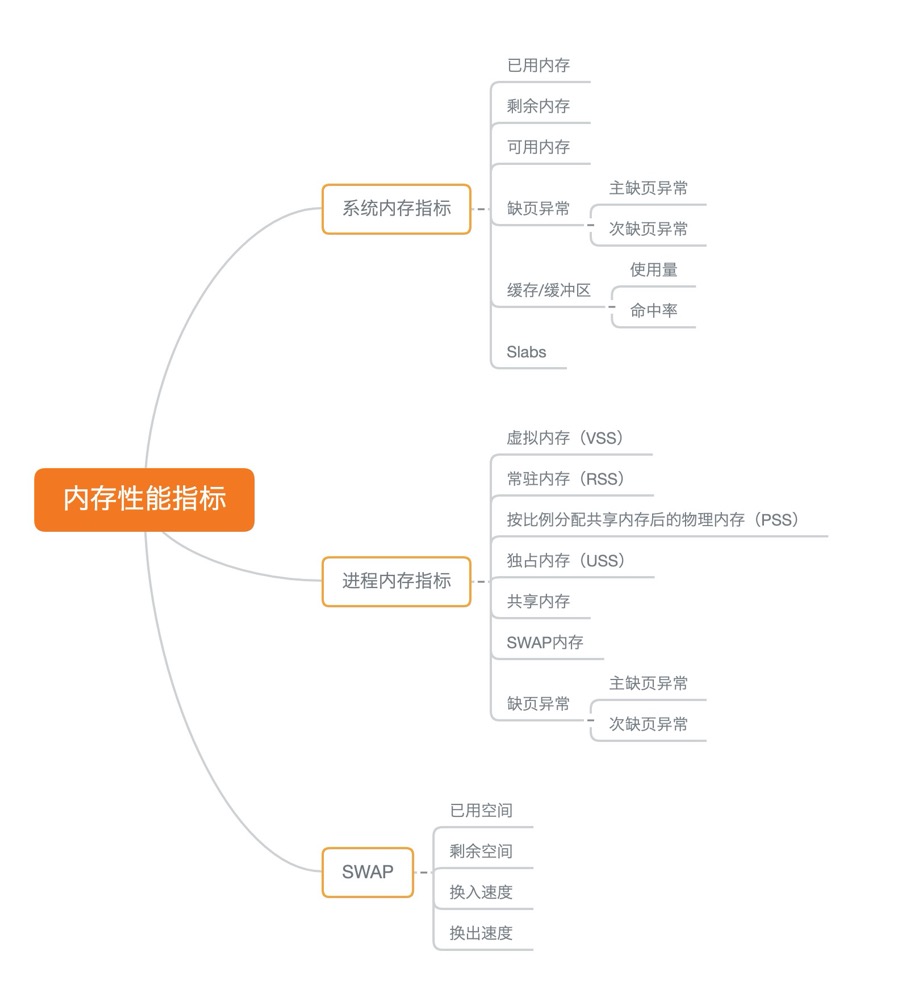 内存性能指标
系统内存指标
已用内存
剩余内存
可用内存
缺页异常
主缺页异常
次缺页异常
缓存/缓冲区
使用量
命中率
Slabs
进程内存指标
虚拟内存（VSS）
常驻内存（RSS）
按比例分配共享内存后的物理内存（PSS）
独占内存（USS）
共享内存
SWAP内存
缺页异常
主缺页异常
次缺页异常
SWAP
已用空间
剩余空间
换入速度
换出速度